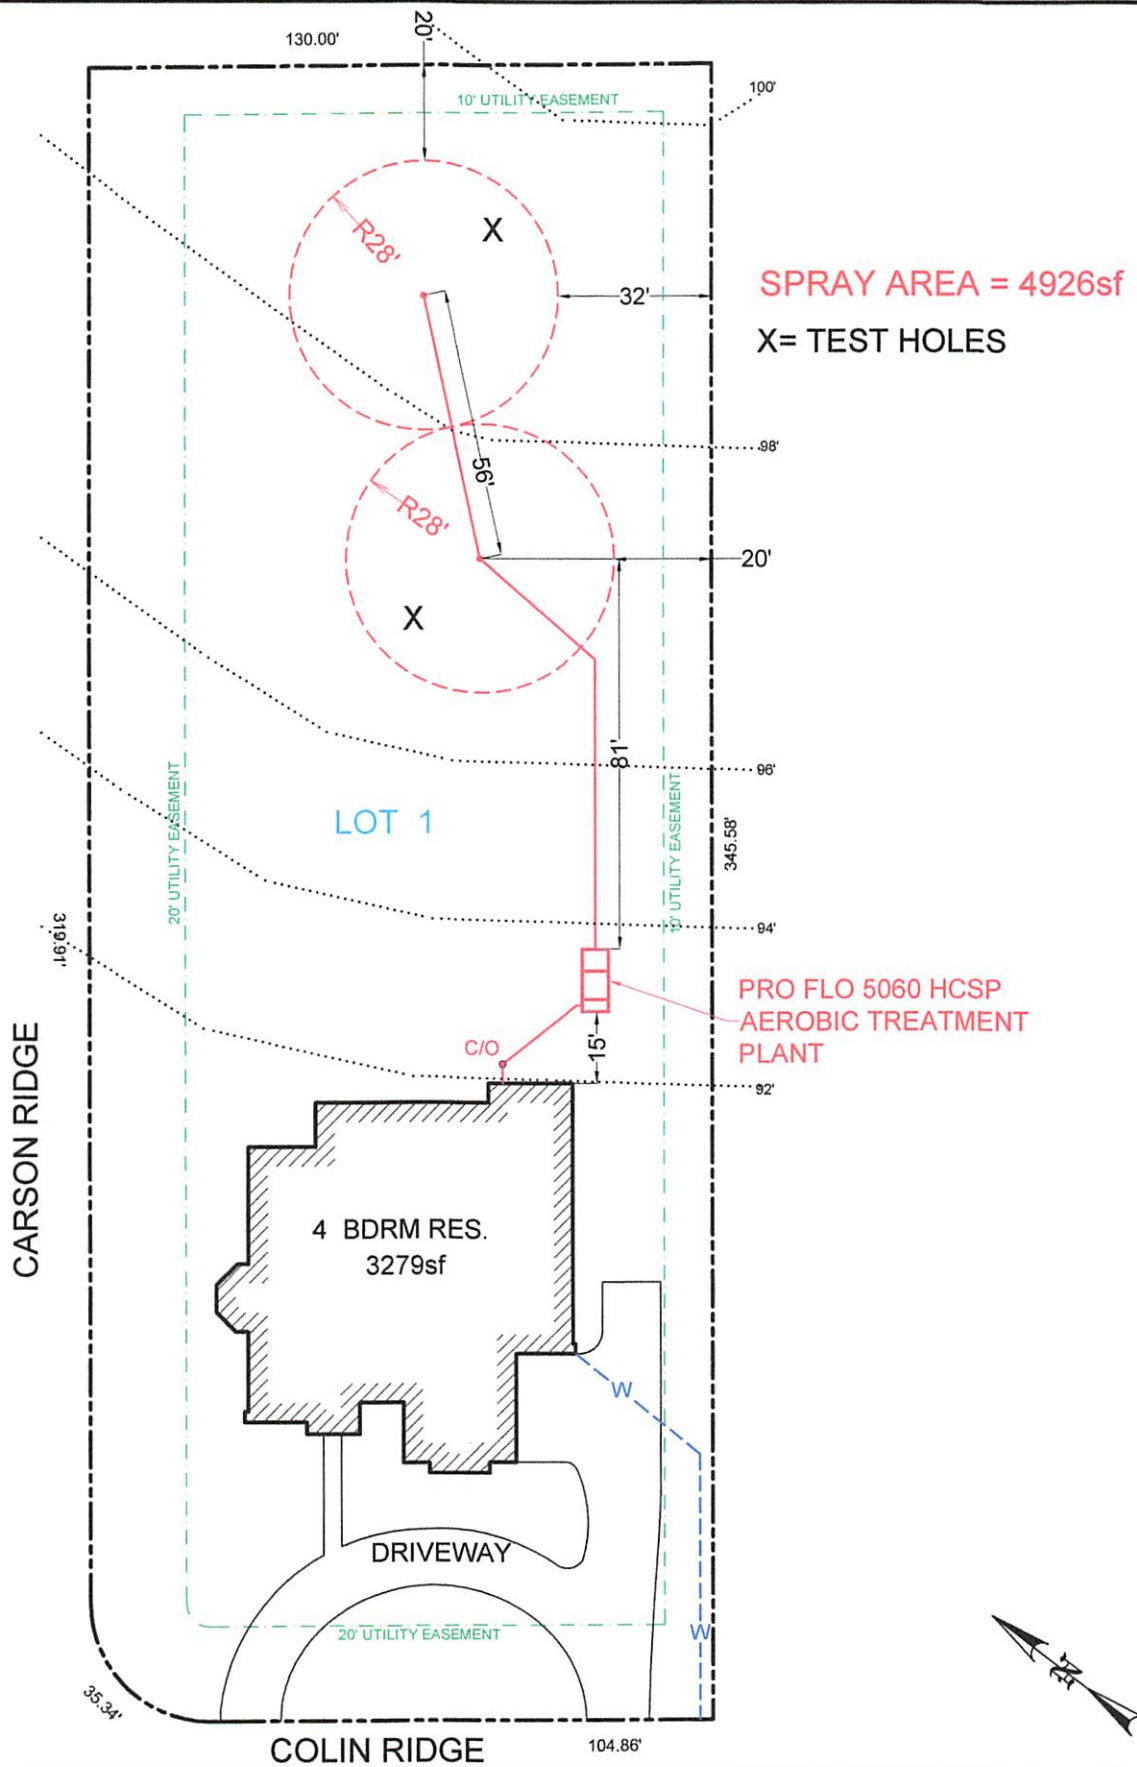 130.00'
20'
100'
10' UTILITY EASEMENT
R28'
X
32'
SPRAY AREA = 4926sf
X= TEST HOLES
98'
56'
R28'
20'
X
81'
96'
LOT 1
20' UTILITY EASEMENT
10' UTILITY EASEMENT
345.58'
319.91'
94'
PRO FLO 5060 HCSP
AEROBIC TREATMENT
PLANT
C/O
15'
92'
CARSON RIDGE
4 BDRM RES.
3279sf
W
DRIVEWAY
20' UTILITY EASEMENT
W
N
35.34'
COLIN RIDGE
104.86'